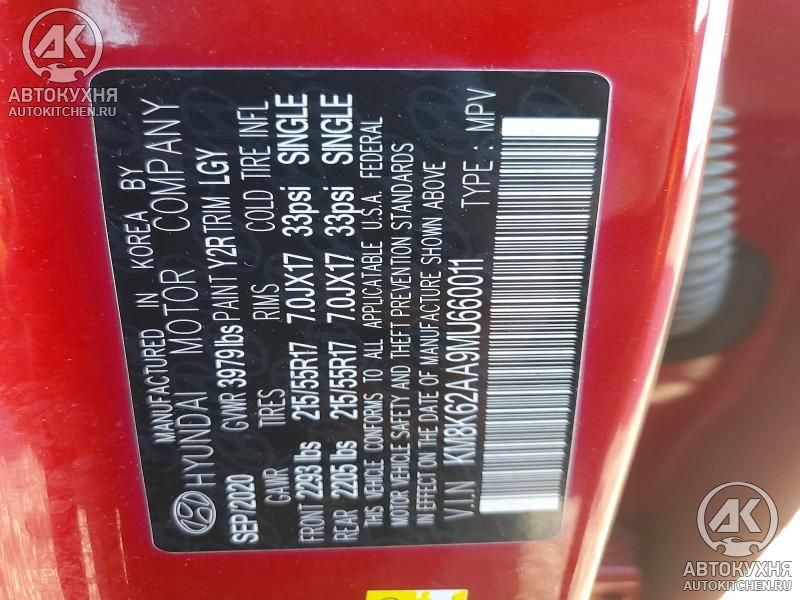 MANUFACTURED IN KOREA BY
HYUNDAI MOTOR COMPANY
SEP/2020 GVWR 3979lbs PAINT Y2R TRIM LGY
GAWR TIRES RIMS COLD TIRE INFL
FRONT 2293 lbs 215/55R17 7.0JX17 33psi SINGLE
REAR 2205 lbs 215/55R17 7.0JX17 33psi SINGLE
THIS VEHICLE CONFORMS TO ALL APPLICABLE U.S.A. FEDERAL
MOTOR VEHICLE SAFETY AND THEFT PREVENTION STANDARDS
IN EFFECT ON THE DATE OF MANUFACTURE SHOWN ABOVE
V.I.N KM8K62AA9MU660011 TYPE : MPV
АК
АВТОКУХНЯ
AUTOKITCHEN.RU
АК
АВТОКУХНЯ
AUTOKITCHEN.RU